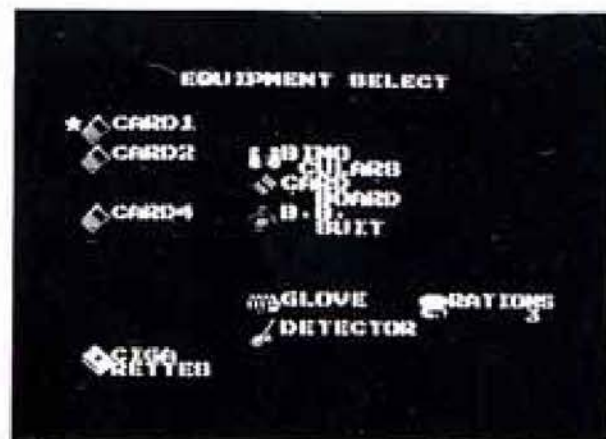 EQUIPMENT SELECT
★ CARD1
CARD2
CARD4
CIGA
RETTES
BINO
CULARS
CARD
BOARD
B.B.
SUIT
GLOVE
DETECTOR
RATIONS
3